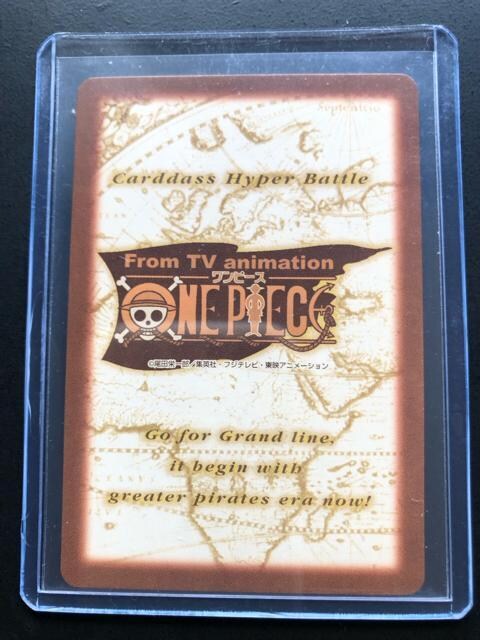 Septentrio
Carddass Hyper Battle
From TV animation
ワンピース
ONE PIECE
©尾田栄一郎／集英社・フジテレビ・東映アニメーション
Go for Grand line,
it begin with
greater pirates era now!